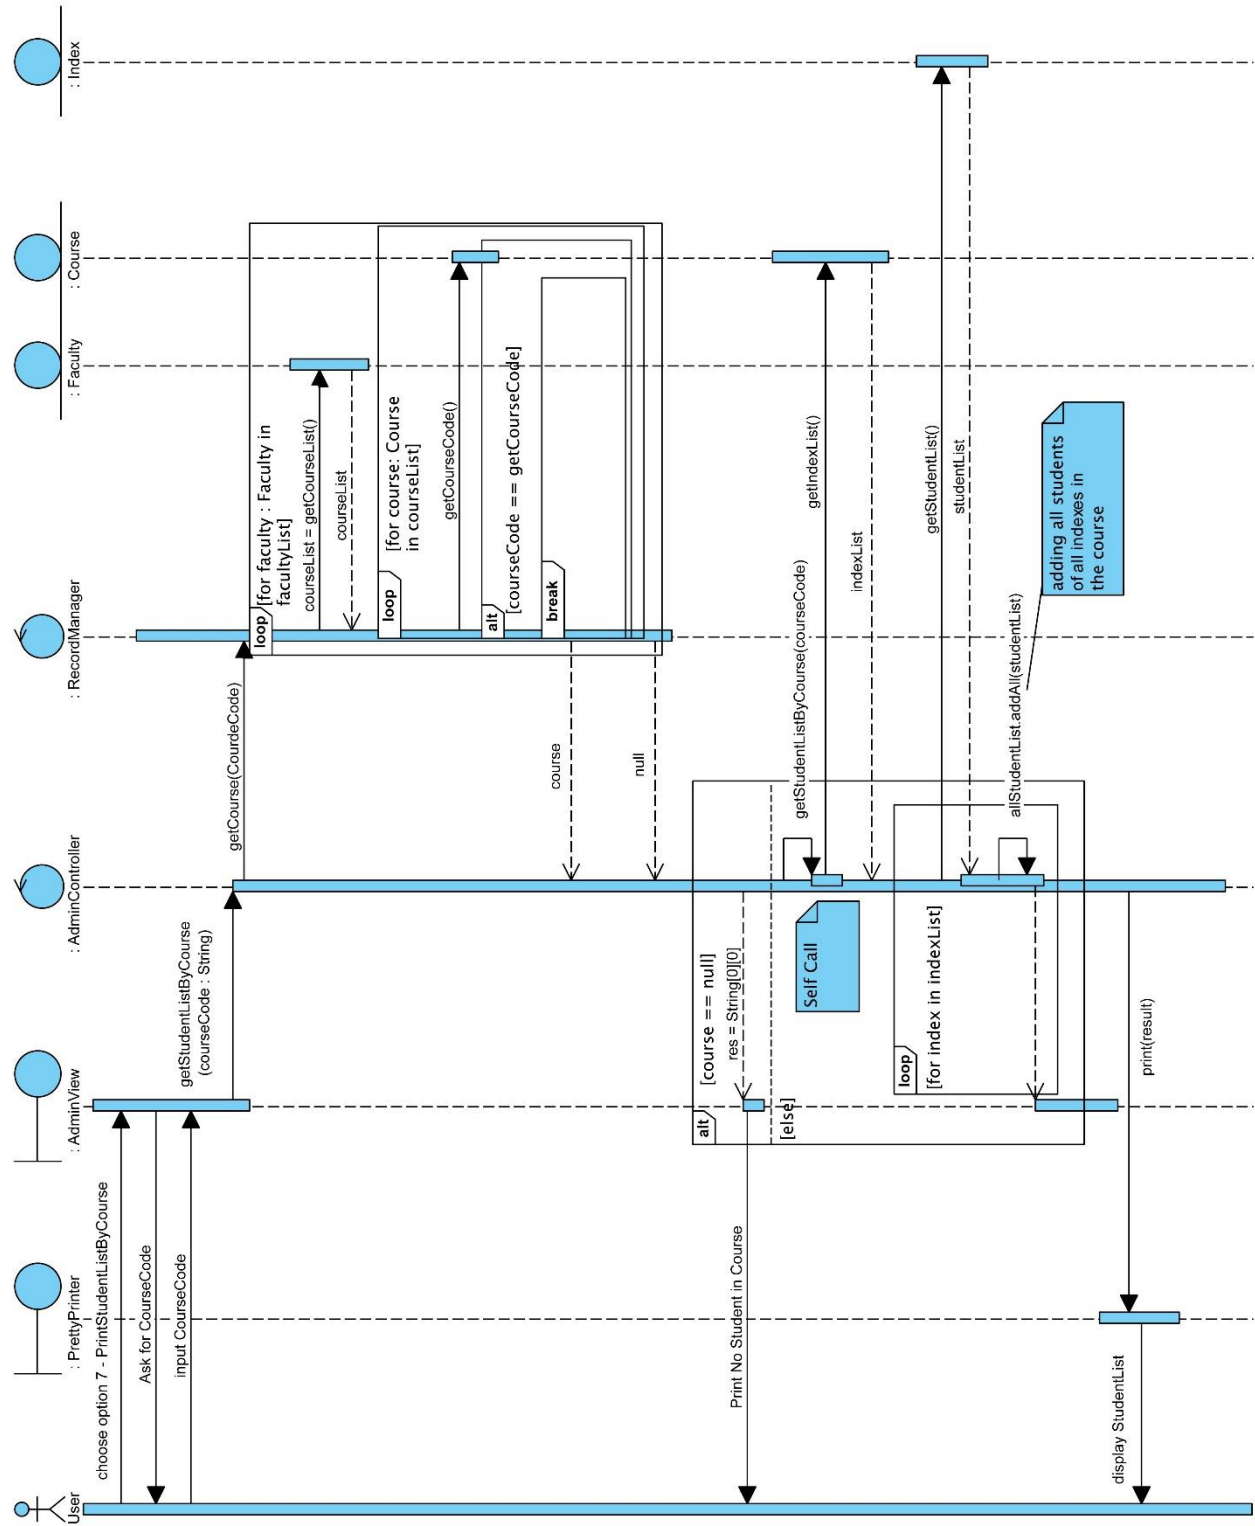 User
: PrettyPrinter
: AdminView
: AdminController
: RecordManager
: Faculty
: Course
: Index
choose option 7 - PrintStudentListByCourse
Ask for CourseCode
input CourseCode
getStudentListByCourse
(courseCode : String)
getCourse(CourdeCode)
loop
[for faculty : Faculty in
facultyList]
courseList = getCourseList()
courseList
loop
[for course: Course
in courseList]
getCourseCode()
alt
[courseCode == getCourseCode]
break
course
null
alt
[course == null]
res = String[0][0]
Print No Student in Course
[else]
getStudentListByCourse(courseCode)
Self Call
getIndexList()
indexList
loop
[for index in indexList]
getStudentList()
studentList
allStudentList.addAll(studentList)
adding all students
of all indexes in
the course
print(result)
display StudentList